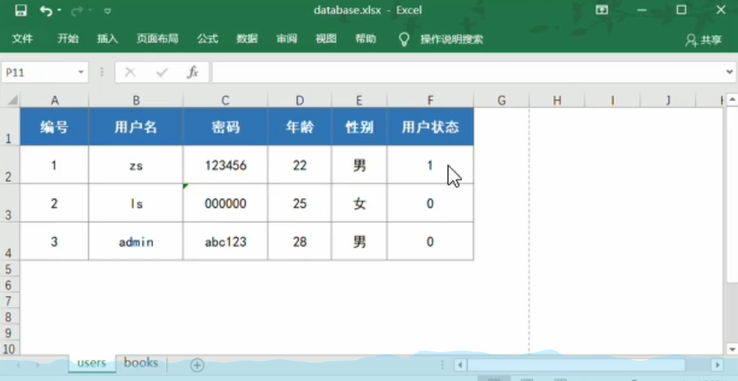 database.xlsx - Excel
文件 开始 插入 页面布局 公式 数据 审阅 视图 帮助 操作说明搜索 共享
P11 fx
A B C D E F G H I J
1 编号 用户名 密码 年龄 性别 用户状态
2 1 zs 123456 22 男 1
3 2 ls 000000 25 女 0
4 3 admin abc123 28 男 0
5
6
7
8
9
10
users books